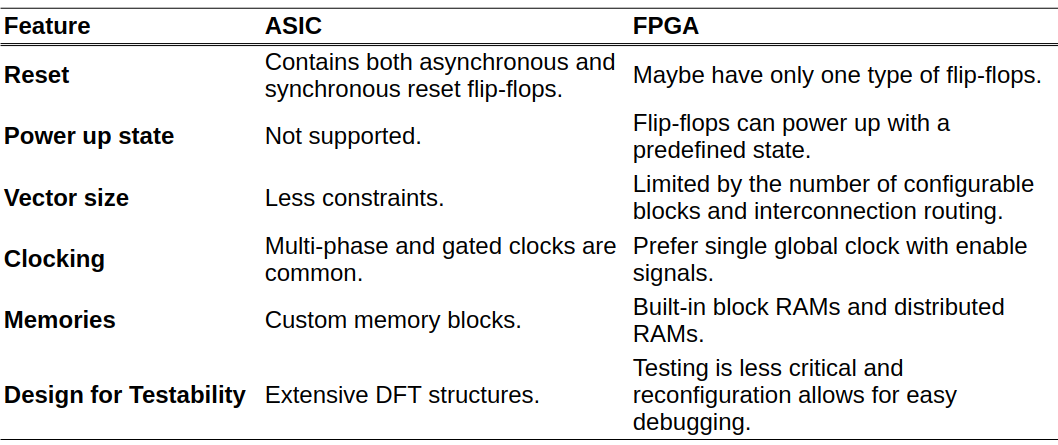 Feature ASIC FPGA
Reset Contains both asynchronous and synchronous reset flip-flops. Maybe have only one type of flip-flops.
Power up state Not supported. Flip-flops can power up with a predefined state.
Vector size Less constraints. Limited by the number of configurable blocks and interconnection routing.
Clocking Multi-phase and gated clocks are common. Prefer single global clock with enable signals.
Memories Custom memory blocks. Built-in block RAMs and distributed RAMs.
Design for Testability Extensive DFT structures. Testing is less critical and reconfiguration allows for easy debugging.